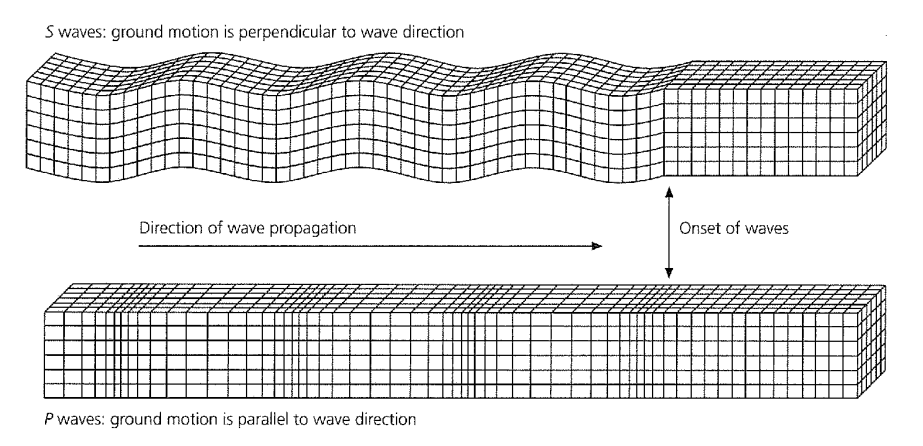 S waves: ground motion is perpendicular to wave direction
Direction of wave propagation
Onset of waves
P waves: ground motion is parallel to wave direction